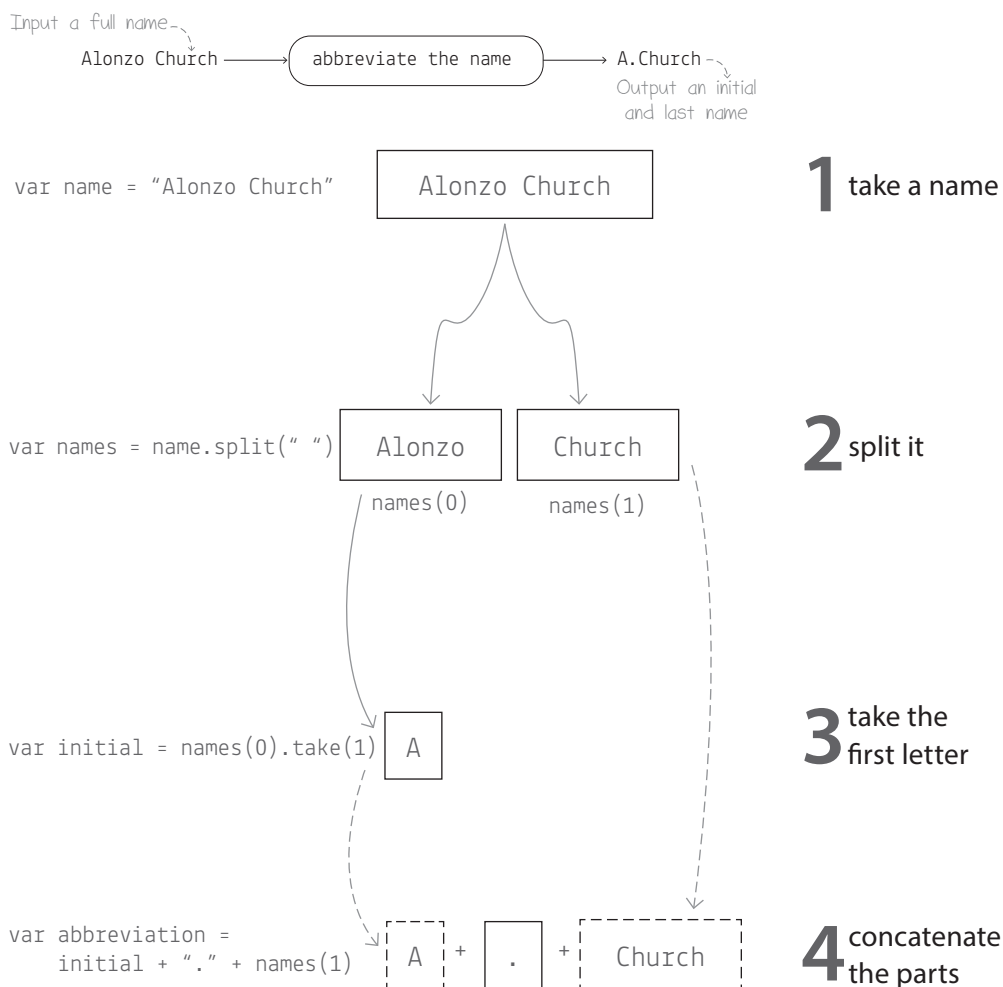 Input a full name
Alonzo Church
abbreviate the name
A.Church
Output an initial
and last name
var name = “Alonzo Church”
Alonzo Church
1 take a name
var names = name.split(“ “)
Alonzo
Church
2 split it
names(0)
names(1)
var initial = names(0).take(1)
A
3 take the
first letter
var abbreviation =
initial + “.” + names(1)
A + . + Church
4 concatenate
the parts